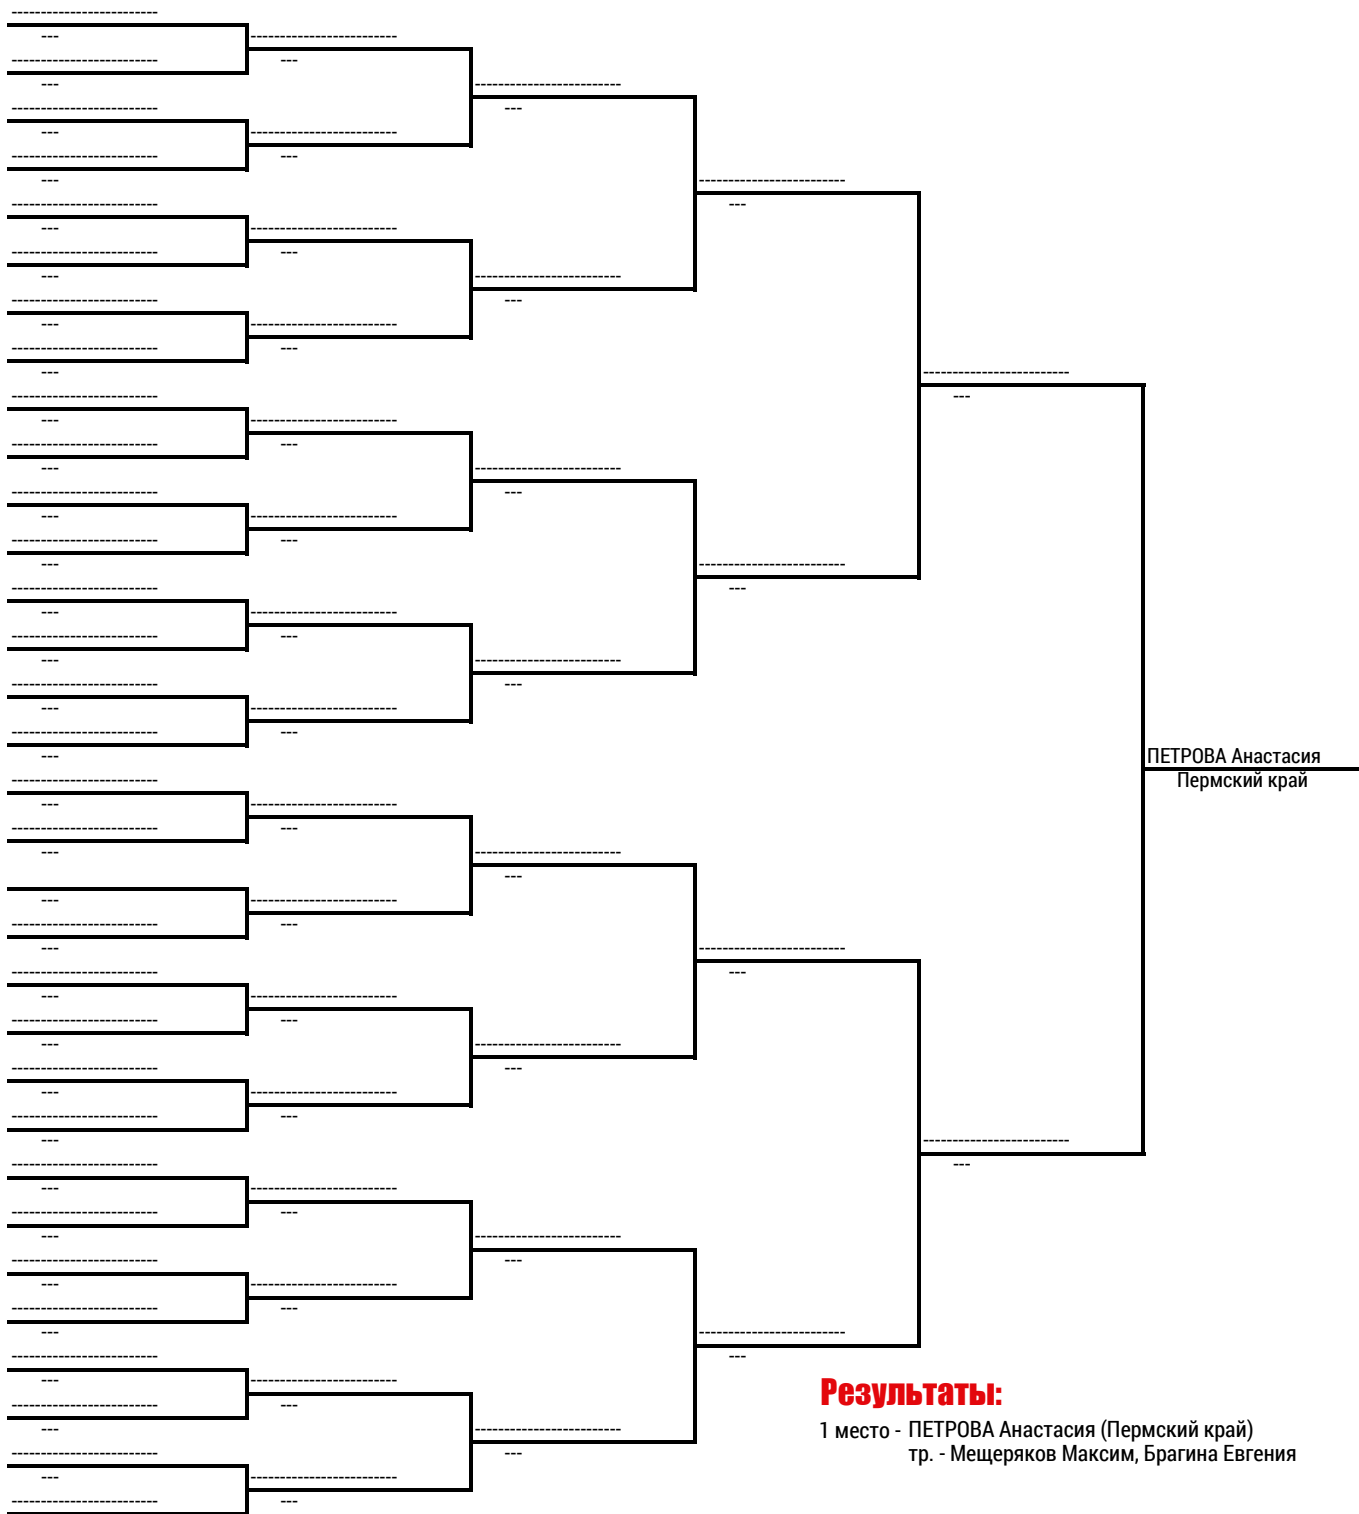 ПЕТРОВА Анастасия
Пермский край
Результаты:
1 место - ПЕТРОВА Анастасия (Пермский край)
тр. - Мещеряков Максим, Брагина Евгения